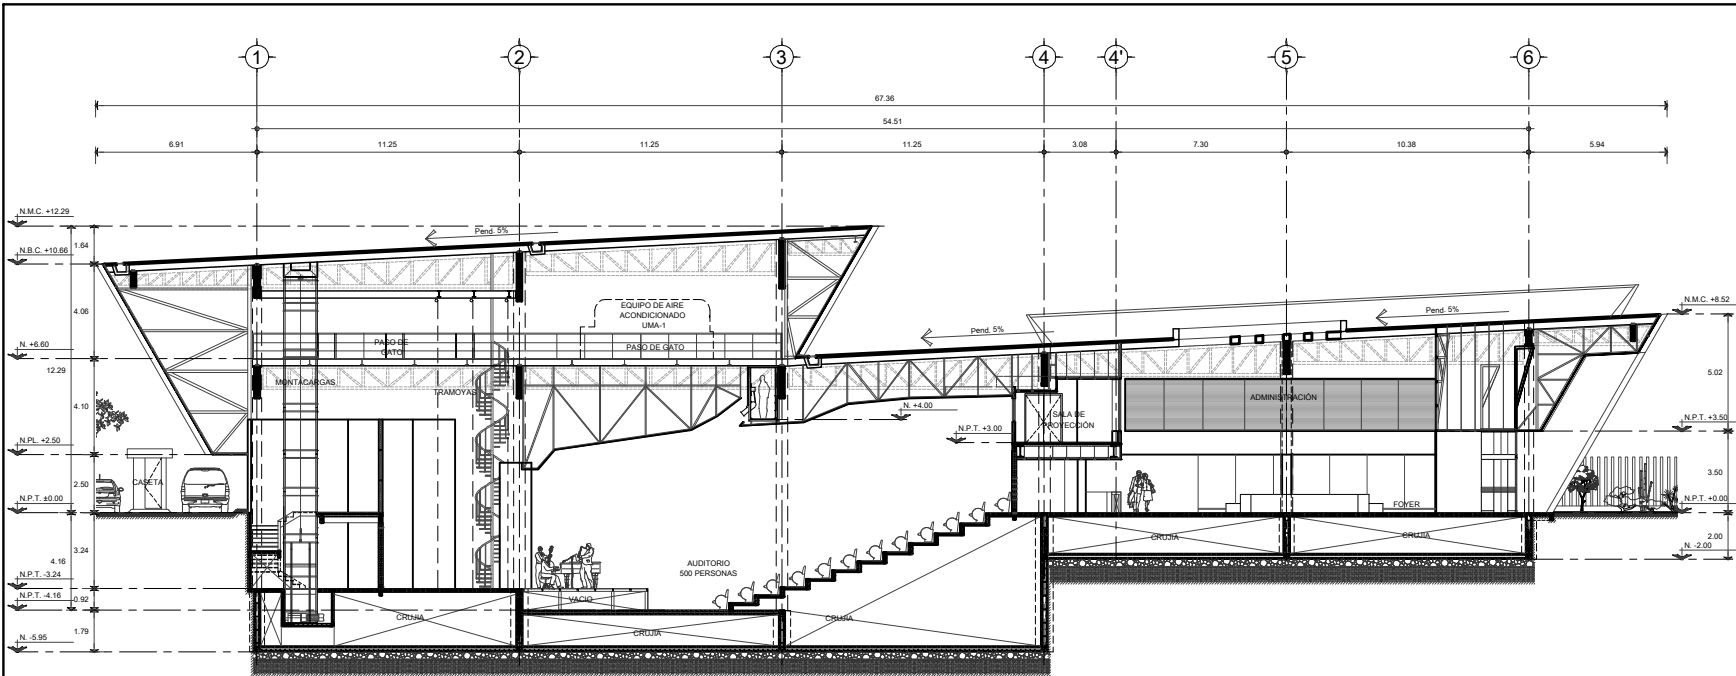 1 2 3 4 4' 5 6
67.36
54.51
6.91 11.25 11.25 11.25 3.08 7.30 10.38 5.94
N.M.C. +12.29
Pend. 5%
N.B.C. +10.66
1.64
EQUIPO DE AIRE
ACONDICIONADO
UMA-1
N.M.C. +8.52
Pend. 5%
Pend. 5%
4.06
PASO DE
GATO
PASO DE GATO
N. +6.60
12.29
MONTACARGAS
TRAMOYAS
5.02
ADMINISTRACIÓN
4.10
N. +4.00
SALA DE
PROYECCIÓN
N.P.T. +3.50
N.P.T. +3.00
N.PL. +2.50
CASETA
2.50
3.50
N.P.T. ±0.00
FOYER
N.P.T. +0.00
3.24
4.16
CRUJIA
CRUJIA
2.00
N. -2.00
AUDITORIO
500 PERSONAS
N.P.T. -3.24
N.P.T. -4.16
0.92
VACIO
CRUJIA
CRUJIA
CRUJIA
1.79
N. -5.95